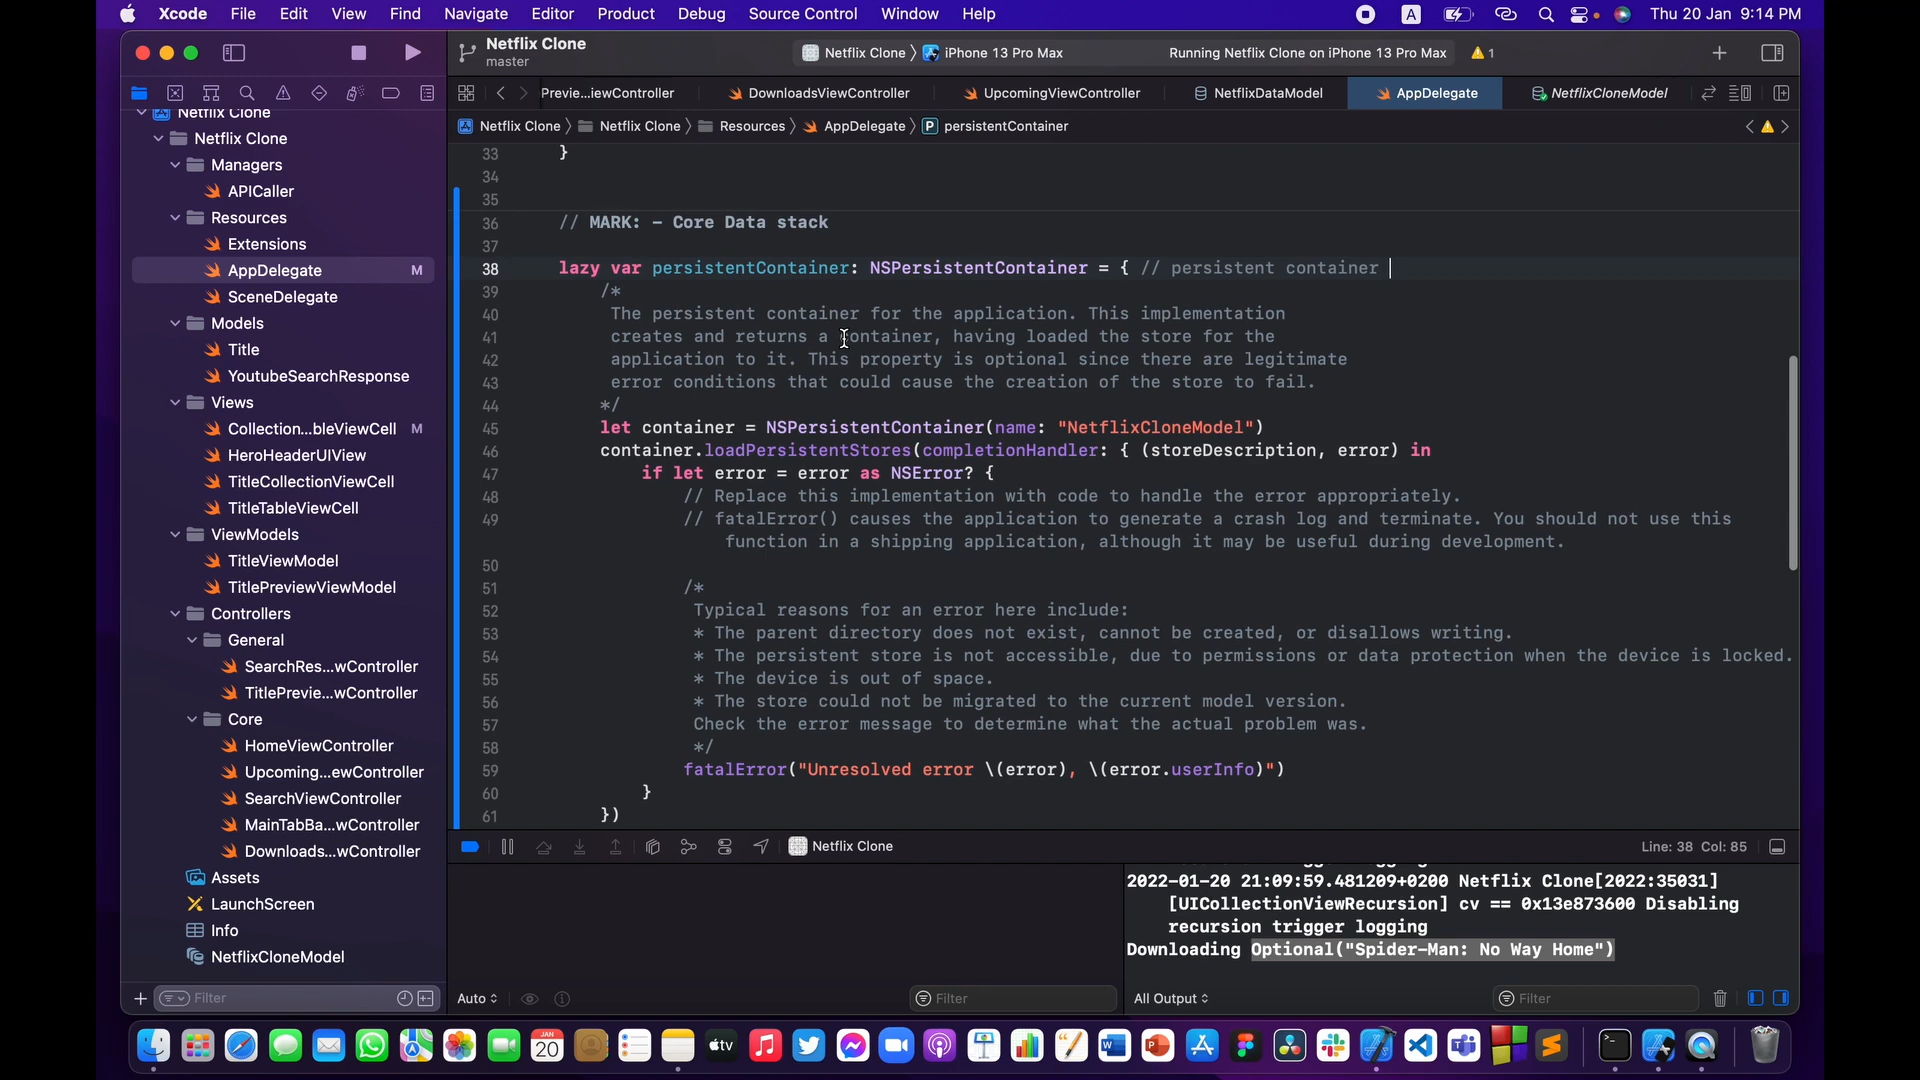 Xcode File Edit View Find Navigate Editor Product Debug Source Control Window Help A Thu 20 Jan 9:14 PM
Netflix Clone
master
Netflix Clone 〉 iPhone 13 Pro Max Running Netflix Clone on iPhone 13 Pro Max 1
Previe...iewController DownloadsViewController UpcomingViewController NetflixDataModel AppDelegate NetflixCloneModel
Netflix Clone 〉 Netflix Clone 〉 Resources 〉 AppDelegate 〉 P persistentContainer
Netflix Clone
Netflix Clone
Managers
APICaller
Resources
Extensions
AppDelegate M
SceneDelegate
Models
Title
YoutubeSearchResponse
Views
Collection...bleViewCell M
HeroHeaderUIView
TitleCollectionViewCell
TitleTableViewCell
ViewModels
TitleViewModel
TitlePreviewViewModel
Controllers
General
SearchRes...wController
TitlePrevie...wController
Core
HomeViewController
Upcoming...ewController
SearchViewController
MainTabBa...wController
Downloads...wController
Assets
LaunchScreen
Info
NetflixCloneModel
Filter
33 }
34
35
36 // MARK: - Core Data stack
37
38 lazy var persistentContainer: NSPersistentContainer = { // persistent container
39 /*
40 The persistent container for the application. This implementation
41 creates and returns a container, having loaded the store for the
42 application to it. This property is optional since there are legitimate
43 error conditions that could cause the creation of the store to fail.
44 */
45 let container = NSPersistentContainer(name: "NetflixCloneModel")
46 container.loadPersistentStores(completionHandler: { (storeDescription, error) in
47 if let error = error as NSError? {
48 // Replace this implementation with code to handle the error appropriately.
49 // fatalError() causes the application to generate a crash log and terminate. You should not use this
function in a shipping application, although it may be useful during development.
50
51 /*
52 Typical reasons for an error here include:
53 * The parent directory does not exist, cannot be created, or disallows writing.
54 * The persistent store is not accessible, due to permissions or data protection when the device is locked.
55 * The device is out of space.
56 * The store could not be migrated to the current model version.
57 Check the error message to determine what the actual problem was.
58 */
59 fatalError("Unresolved error \(error), \(error.userInfo)")
60 }
61 })
Netflix Clone Line: 38 Col: 85
2022-01-20 21:09:59.481209+0200 Netflix Clone[2022:35031]
[UICollectionViewRecursion] cv == 0x13e873600 Disabling
recursion trigger logging
Downloading Optional("Spider-Man: No Way Home")
Auto Filter All Output Filter
JAN
20
tv